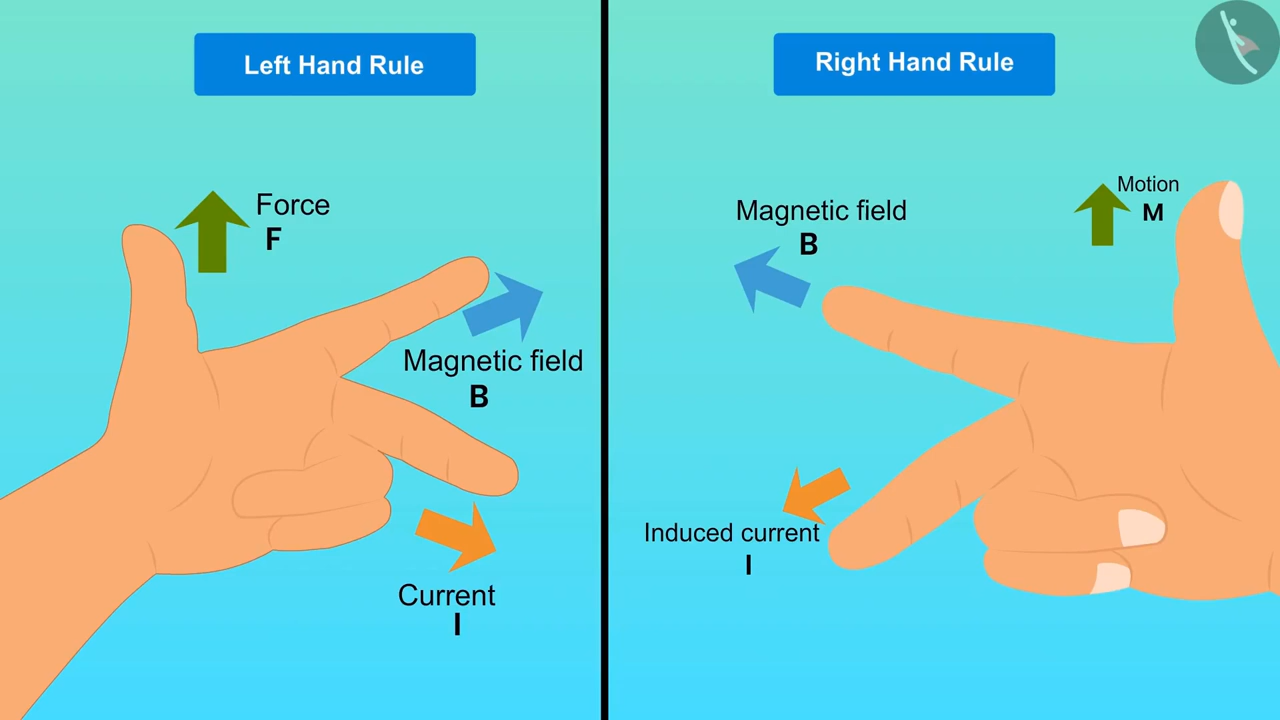 Left Hand Rule
Force
F
Magnetic field
B
Current
I
Right Hand Rule
Motion
M
Magnetic field
B
Induced current
I